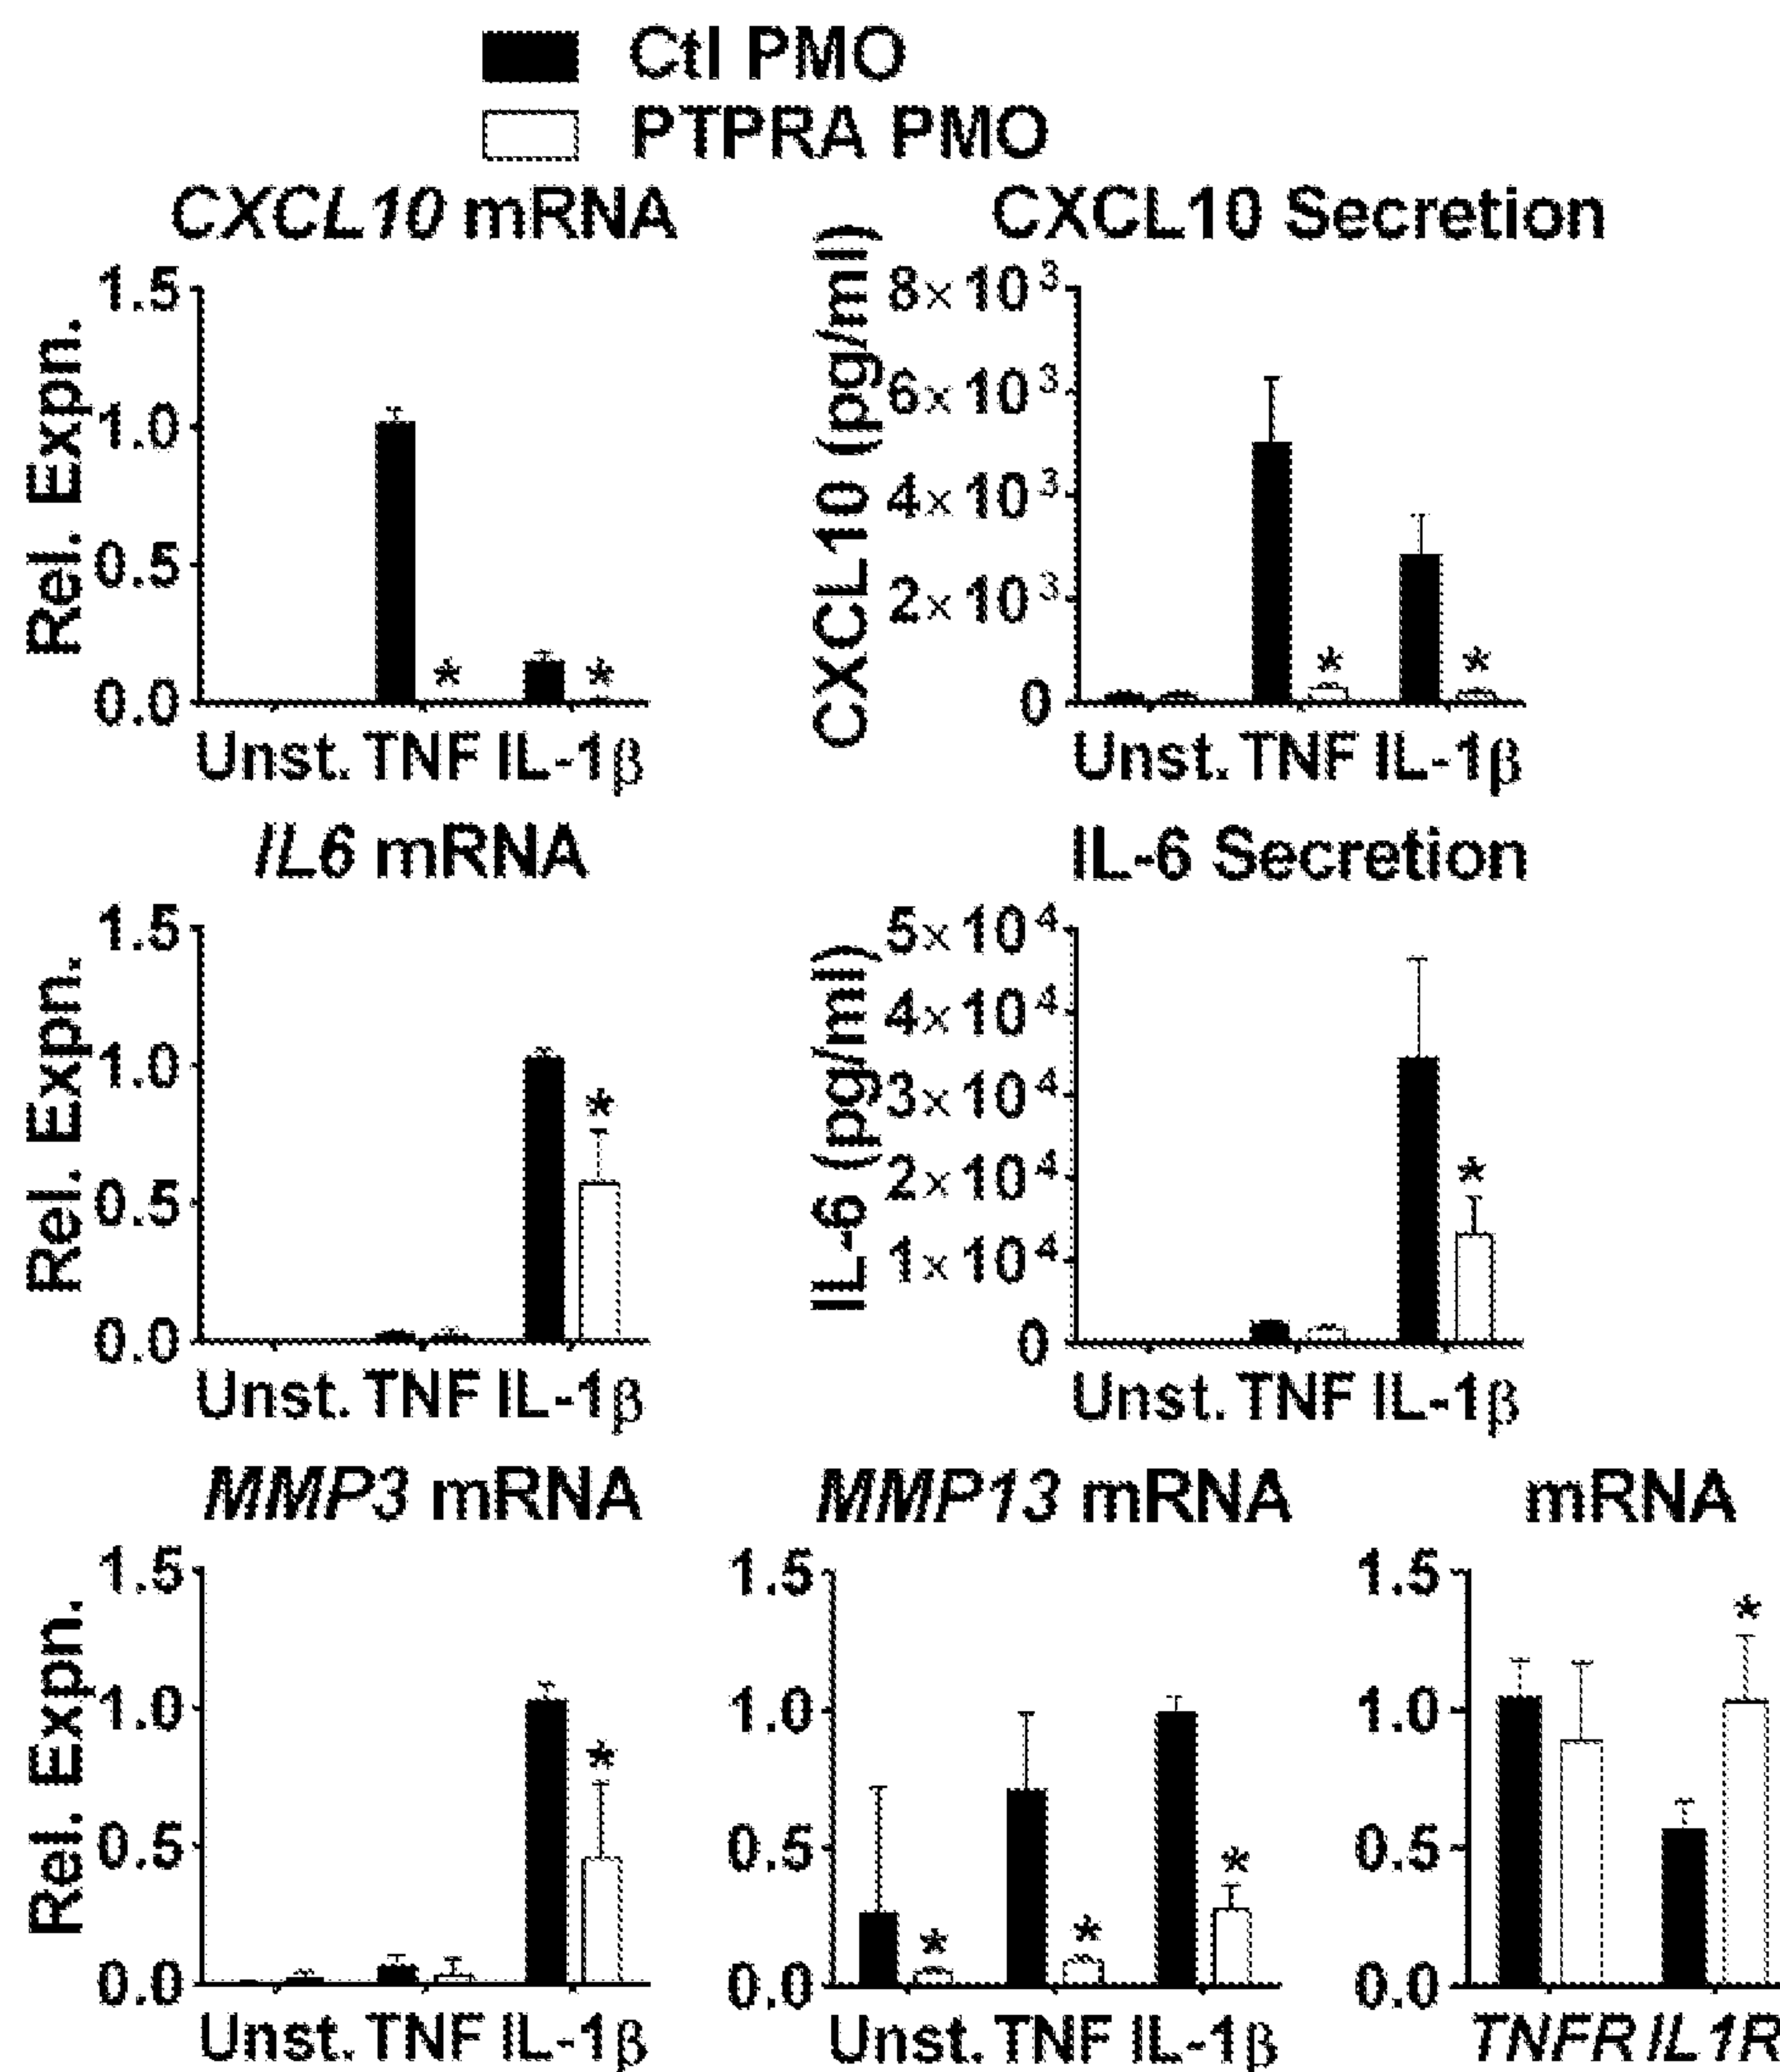 Ctl PMO
PTPRA PMO
CXCL10 mRNA
Rel. Expn.
1.5
1.0
0.5
0.0
*
*
Unst. TNF IL-1β
CXCL10 Secretion
CXCL10 (pg/ml)
8×10³
6×10³
4×10³
2×10³
0
*
*
Unst. TNF IL-1β
IL6 mRNA
Rel. Expn.
1.5
1.0
0.5
0.0
*
Unst. TNF IL-1β
IL-6 Secretion
IL-6 (pg/ml)
5×10⁴
4×10⁴
3×10⁴
2×10⁴
1×10⁴
0
*
Unst. TNF IL-1β
MMP3 mRNA
Rel. Expn.
1.5
1.0
0.5
0.0
*
Unst. TNF IL-1β
MMP13 mRNA
1.5
1.0
0.5
0.0
*
*
*
Unst. TNF IL-1β
mRNA
1.5
1.0
0.5
0.0
*
TNFR IL1R